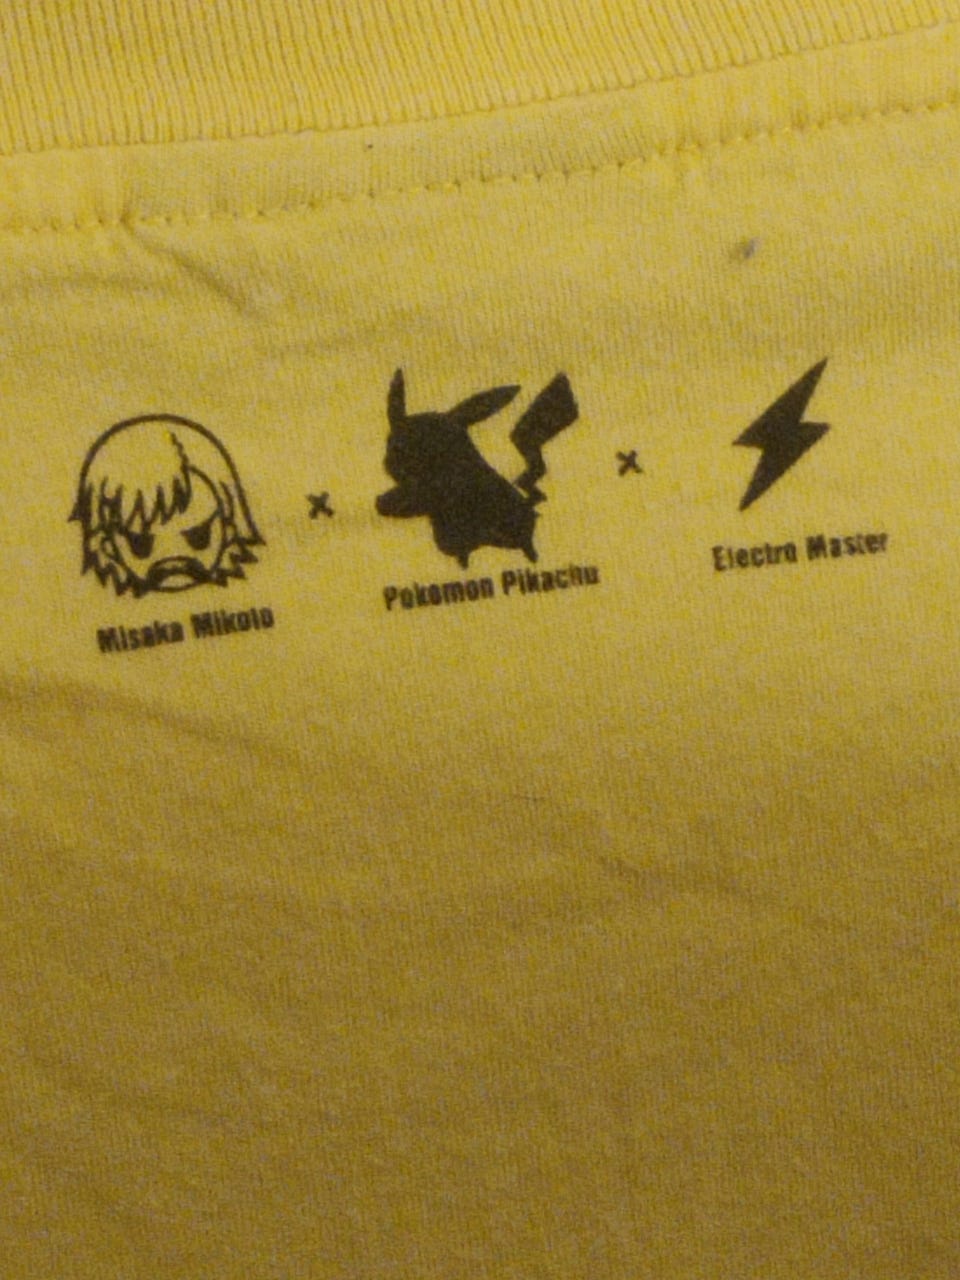 Misaka Mikoto
×
Pokemon Pikachu
×
Electro Master